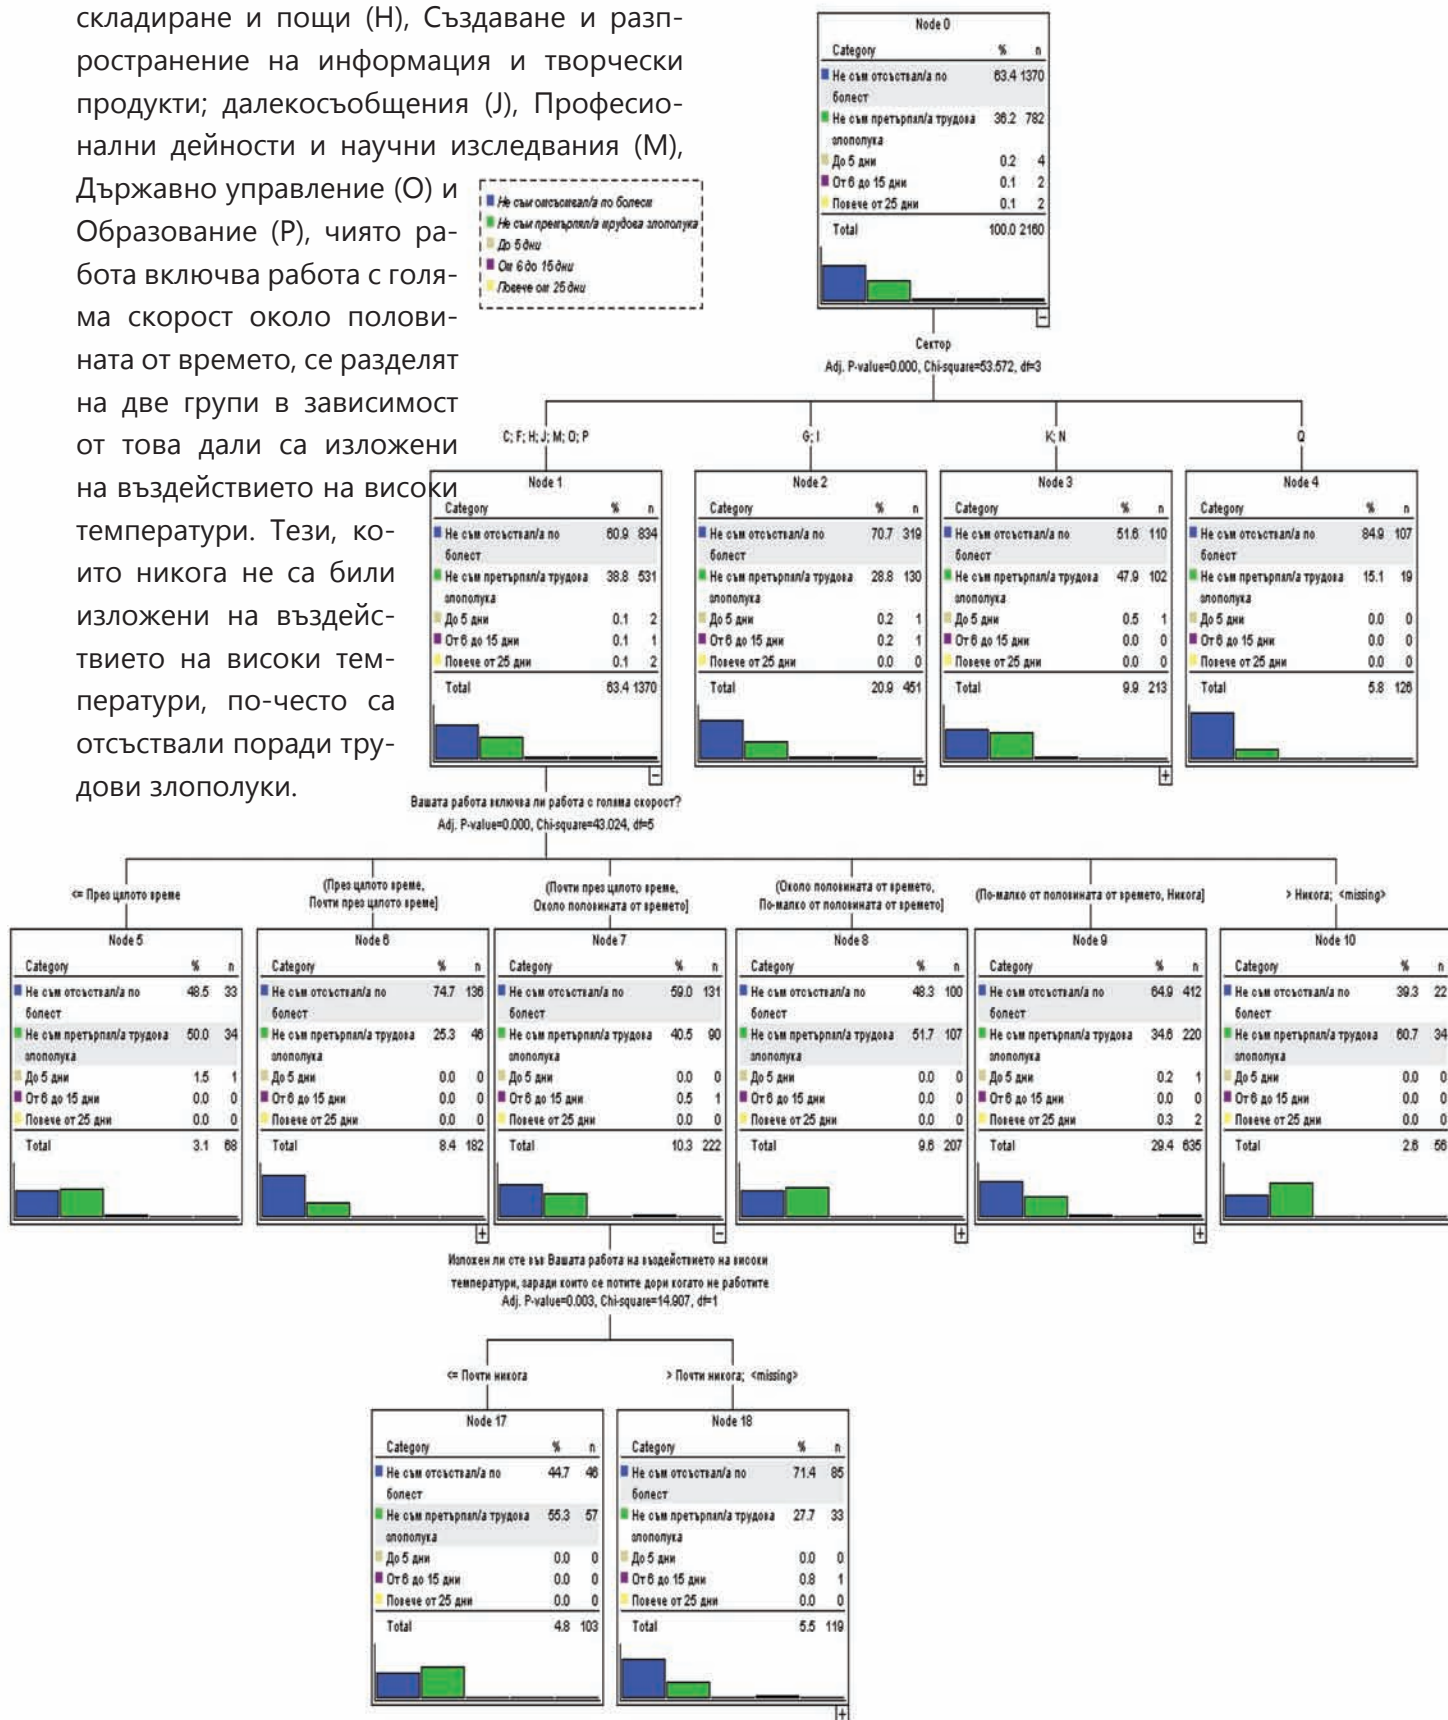 складиране и пощи (H), Създаване и разп-
ространение на информация и творчески
продукти; далекосъобщения (J), Професио-
нални дейности и научни изследвания (M),
Държавно управление (O) и
Образование (P), чиято ра-
бота включва работа с голя-
ма скорост около полови-
ната от времето, се разделят
на две групи в зависимост
от това дали са изложени
на въздействието на високи
температури. Тези, ко-
ито никога не са били
изложени на въздейс-
твието на високи тем-
ператури, по-често са
отсъствали поради тру-
дови злополуки.
Не съм отсъствал/а по болест
Не съм претърпял/а трудова злополука
До 5 дни
От 6 до 15 дни
Повече от 25 дни
Node 0
Category % n
Не съм отсъствал/а по 63.4 1370
болест
Не съм претърпял/а трудова 36.2 782
злополука
До 5 дни 0.2 4
От 6 до 15 дни 0.1 2
Повече от 25 дни 0.1 2
Total 100.0 2160
Сектор
Adj. P-value=0.000, Chi-square=53.572, df=3
C; F; H; J; M; O; P
Node 1
Category % n
Не съм отсъствал/а по 60.9 834
болест
Не съм претърпял/а трудова 38.8 531
злополука
До 5 дни 0.1 2
От 6 до 15 дни 0.1 1
Повече от 25 дни 0.1 2
Total 63.4 1370
G; I
Node 2
Category % n
Не съм отсъствал/а по 70.7 319
болест
Не съм претърпял/а трудова 28.8 130
злополука
До 5 дни 0.2 1
От 6 до 15 дни 0.2 1
Повече от 25 дни 0.0 0
Total 20.9 451
K; N
Node 3
Category % n
Не съм отсъствал/а по 51.6 110
болест
Не съм претърпял/а трудова 47.9 102
злополука
До 5 дни 0.5 1
От 6 до 15 дни 0.0 0
Повече от 25 дни 0.0 0
Total 9.9 213
Q
Node 4
Category % n
Не съм отсъствал/а по 84.9 107
болест
Не съм претърпял/а трудова 15.1 19
злополука
До 5 дни 0.0 0
От 6 до 15 дни 0.0 0
Повече от 25 дни 0.0 0
Total 5.8 126
Вашата работа включва ли работа с голяма скорост?
Adj. P-value=0.000, Chi-square=43.024, df=5
<= През цялото време
Node 5
Category % n
Не съм отсъствал/а по 48.5 33
болест
Не съм претърпял/а трудова 50.0 34
злополука
До 5 дни 1.5 1
От 6 до 15 дни 0.0 0
Повече от 25 дни 0.0 0
Total 3.1 68
(През цялото време,
Почти през цялото време]
Node 6
Category % n
Не съм отсъствал/а по 74.7 136
болест
Не съм претърпял/а трудова 25.3 46
злополука
До 5 дни 0.0 0
От 6 до 15 дни 0.0 0
Повече от 25 дни 0.0 0
Total 8.4 182
(Почти през цялото време,
Около половината от времето]
Node 7
Category % n
Не съм отсъствал/а по 59.0 131
болест
Не съм претърпял/а трудова 40.5 90
злополука
До 5 дни 0.0 0
От 6 до 15 дни 0.5 1
Повече от 25 дни 0.0 0
Total 10.3 222
(Около половината от времето,
По-малко от половината от времето]
Node 8
Category % n
Не съм отсъствал/а по 48.3 100
болест
Не съм претърпял/а трудова 51.7 107
злополука
До 5 дни 0.0 0
От 6 до 15 дни 0.0 0
Повече от 25 дни 0.0 0
Total 9.6 207
(По-малко от половината от времето, Никога]
Node 9
Category % n
Не съм отсъствал/а по 64.9 412
болест
Не съм претърпял/а трудова 34.6 220
злополука
До 5 дни 0.2 1
От 6 до 15 дни 0.0 0
Повече от 25 дни 0.3 2
Total 29.4 635
> Никога; <missing>
Node 10
Category % n
Не съм отсъствал/а по 39.3 22
болест
Не съм претърпял/а трудова 60.7 34
злополука
До 5 дни 0.0 0
От 6 до 15 дни 0.0 0
Повече от 25 дни 0.0 0
Total 2.6 56
Изложен ли сте във Вашата работа на въздействието на високи
температури, заради които се потите дори когато не работите
Adj. P-value=0.003, Chi-square=14.907, df=1
<= Почти никога
Node 17
Category % n
Не съм отсъствал/а по 44.7 46
болест
Не съм претърпял/а трудова 55.3 57
злополука
До 5 дни 0.0 0
От 6 до 15 дни 0.0 0
Повече от 25 дни 0.0 0
Total 4.8 103
> Почти никога; <missing>
Node 18
Category % n
Не съм отсъствал/а по 71.4 85
болест
Не съм претърпял/а трудова 27.7 33
злополука
До 5 дни 0.0 0
От 6 до 15 дни 0.8 1
Повече от 25 дни 0.0 0
Total 5.5 119